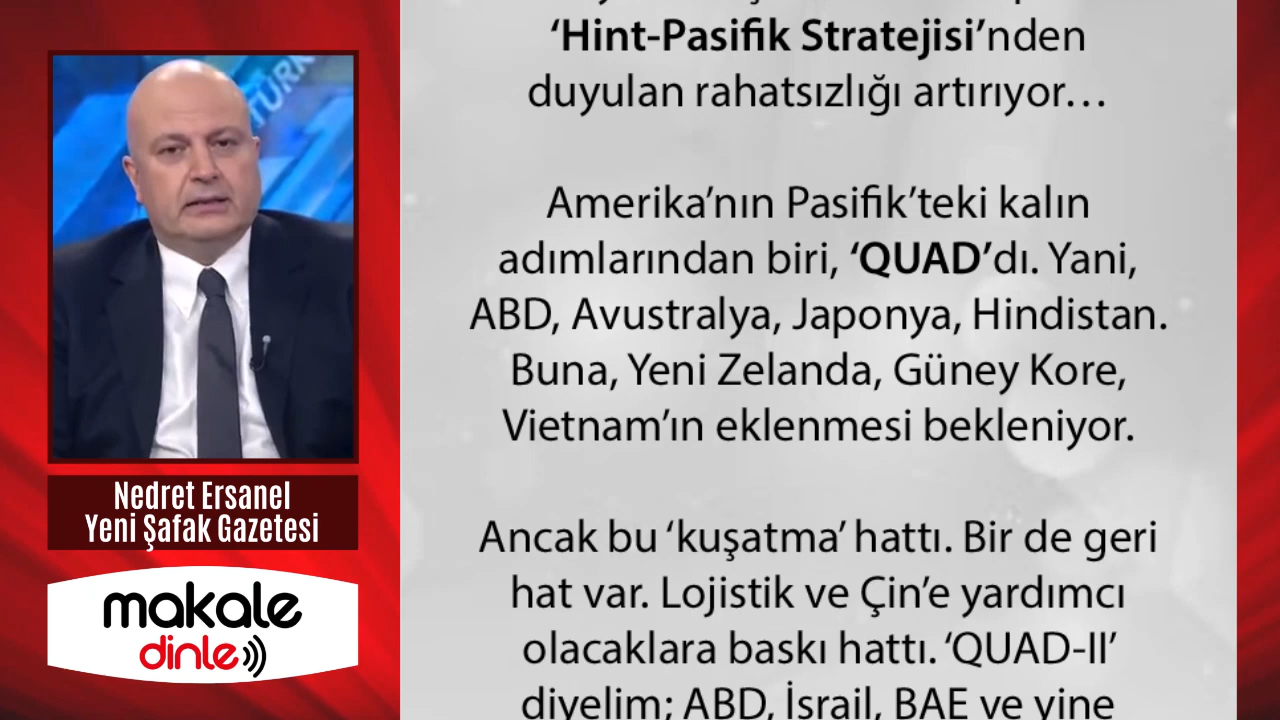 ‘Hint-Pasifik Stratejisi’nden
duyulan rahatsızlığı artırıyor…
Amerika’nın Pasifik’teki kalın
adımlarından biri, ‘QUAD’dı. Yani,
ABD, Avustralya, Japonya, Hindistan.
Buna, Yeni Zelanda, Güney Kore,
Vietnam’ın eklenmesi bekleniyor.
Ancak bu ‘kuşatma’ hattı. Bir de geri
hat var. Lojistik ve Çin’e yardımcı
olacaklara baskı hattı. ‘QUAD-II’
diyelim; ABD, İsrail, BAE ve yine
Nedret Ersanel
Yeni Şafak Gazetesi
makale
dinle